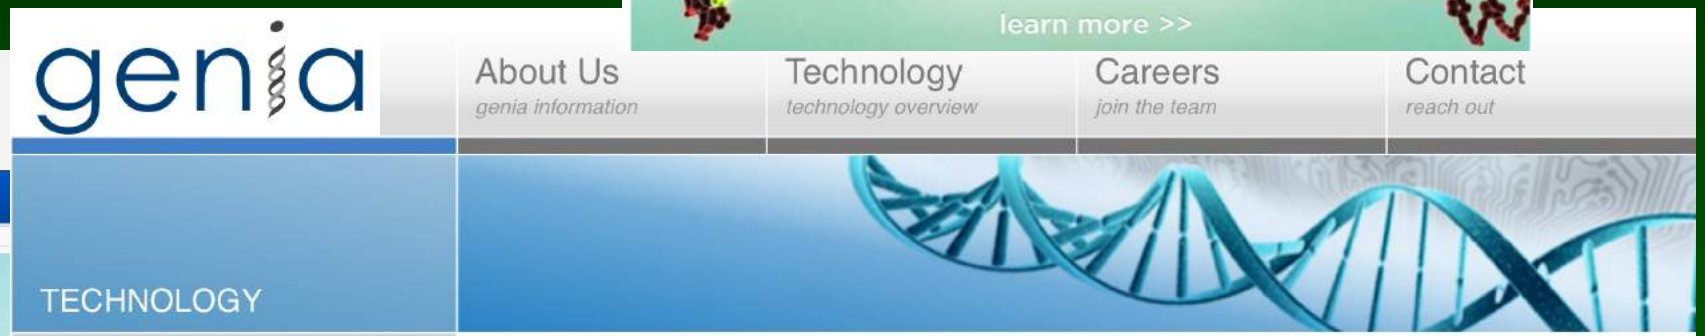 learn more >>
genia
About Us
genia information
Technology
technology overview
Careers
join the team
Contact
reach out
TECHNOLOGY